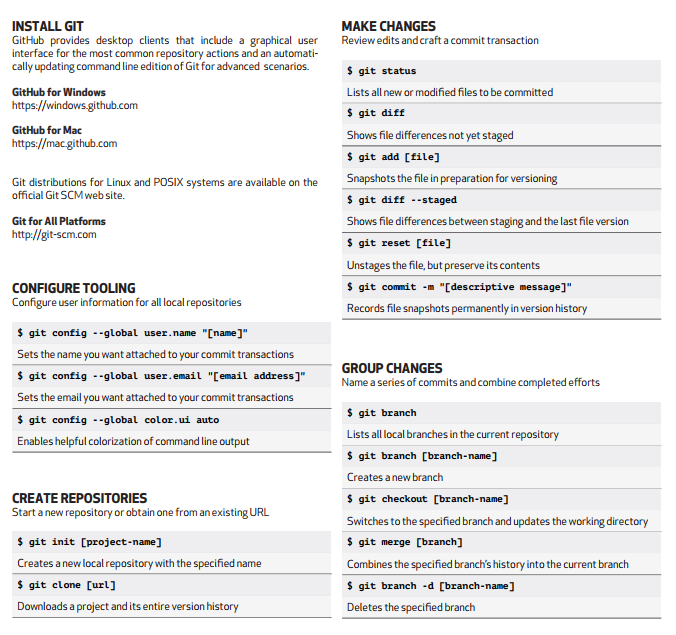 INSTALL GIT
GitHub provides desktop clients that include a graphical user
interface for the most common repository actions and an automati-
cally updating command line edition of Git for advanced scenarios.
GitHub for Windows
https://windows.github.com
GitHub for Mac
https://mac.github.com
Git distributions for Linux and POSIX systems are available on the
official Git SCM web site.
Git for All Platforms
http://git-scm.com
CONFIGURE TOOLING
Configure user information for all local repositories
$ git config --global user.name "[name]"
Sets the name you want attached to your commit transactions
$ git config --global user.email "[email address]"
Sets the email you want attached to your commit transactions
$ git config --global color.ui auto
Enables helpful colorization of command line output
CREATE REPOSITORIES
Start a new repository or obtain one from an existing URL
$ git init [project-name]
Creates a new local repository with the specified name
$ git clone [url]
Downloads a project and its entire version history
MAKE CHANGES
Review edits and craft a commit transaction
$ git status
Lists all new or modified files to be committed
$ git diff
Shows file differences not yet staged
$ git add [file]
Snapshots the file in preparation for versioning
$ git diff --staged
Shows file differences between staging and the last file version
$ git reset [file]
Unstages the file, but preserve its contents
$ git commit -m "[descriptive message]"
Records file snapshots permanently in version history
GROUP CHANGES
Name a series of commits and combine completed efforts
$ git branch
Lists all local branches in the current repository
$ git branch [branch-name]
Creates a new branch
$ git checkout [branch-name]
Switches to the specified branch and updates the working directory
$ git merge [branch]
Combines the specified branch's history into the current branch
$ git branch -d [branch-name]
Deletes the specified branch